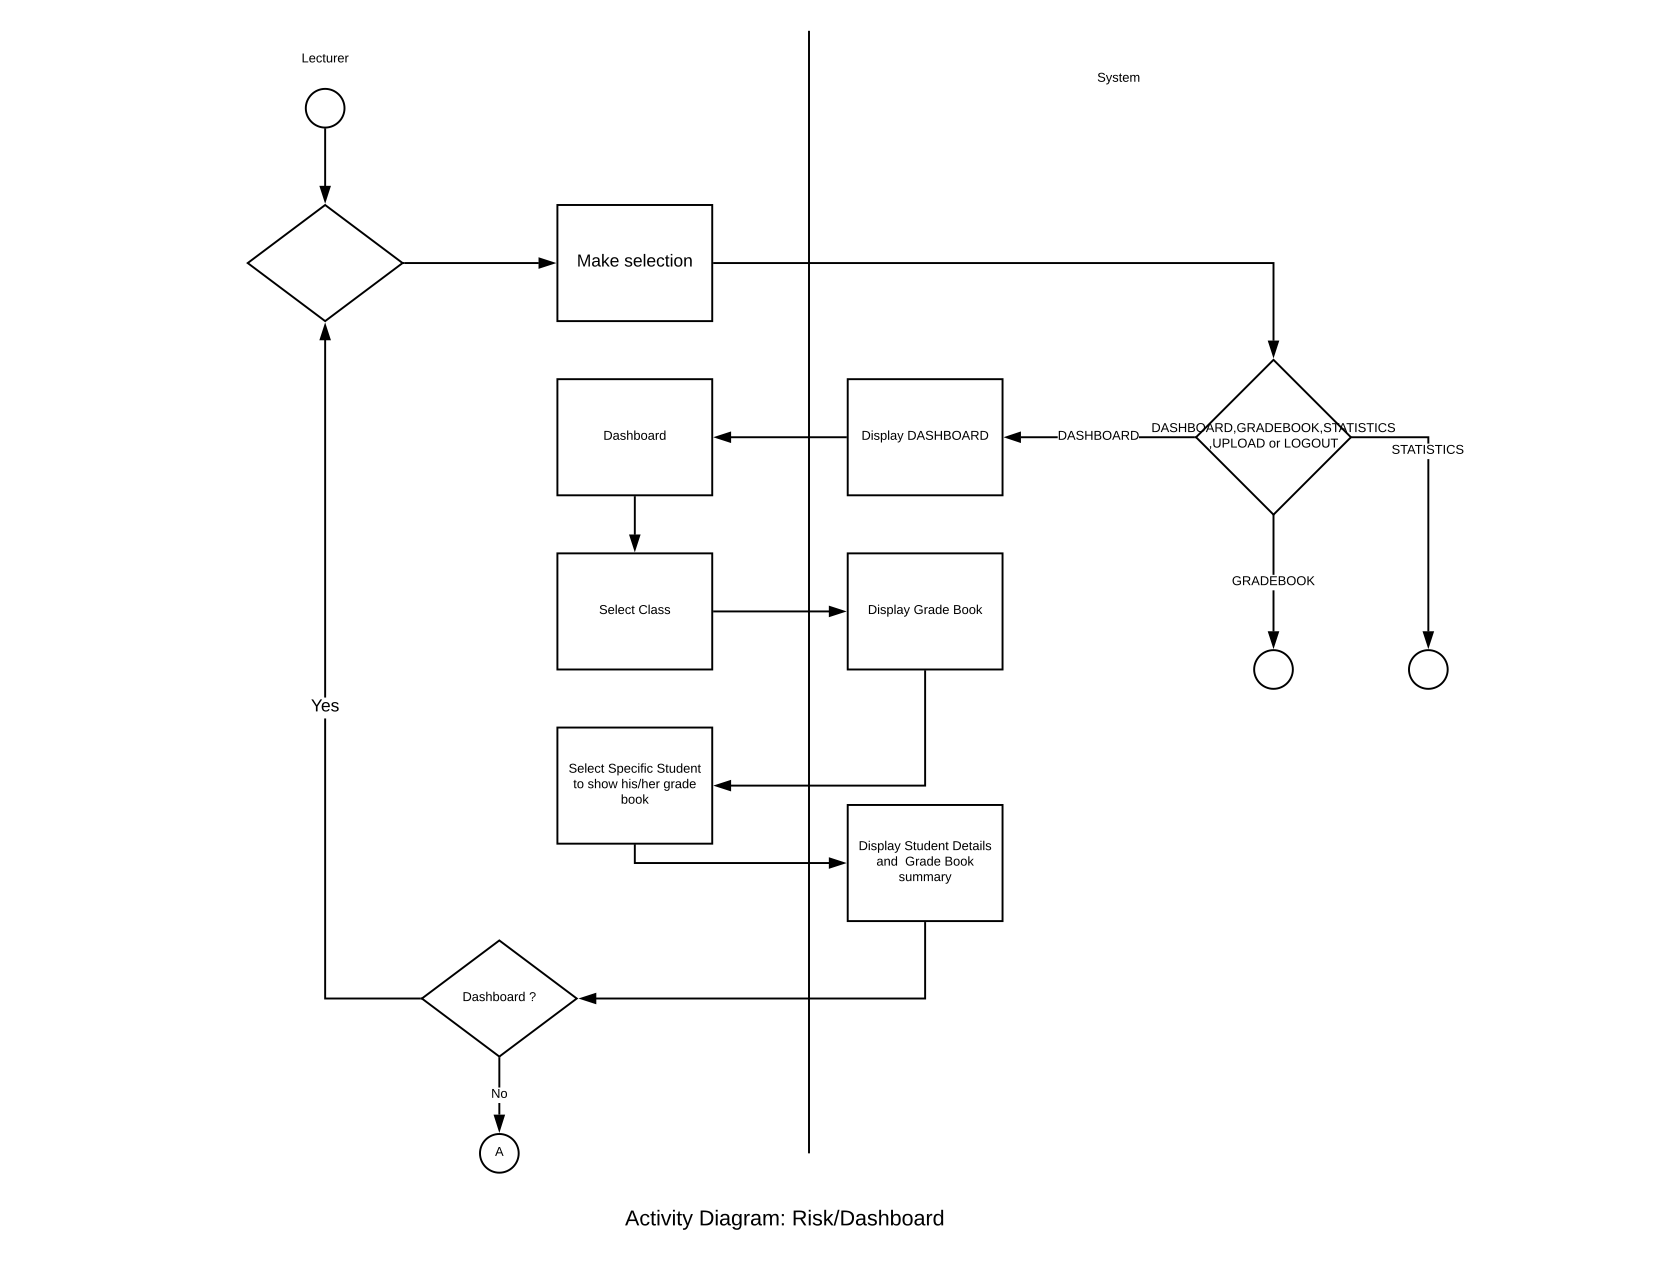 Lecturer
System
Make selection
Dashboard
Display DASHBOARD
DASHBOARD
DASHBOARD,GRADEBOOK,STATISTICS
,UPLOAD or LOGOUT
STATISTICS
GRADEBOOK
Select Class
Display Grade Book
Yes
Select Specific Student
to show his/her grade
book
Display Student Details
and  Grade Book
summary
Dashboard ?
No
A
Activity Diagram: Risk/Dashboard